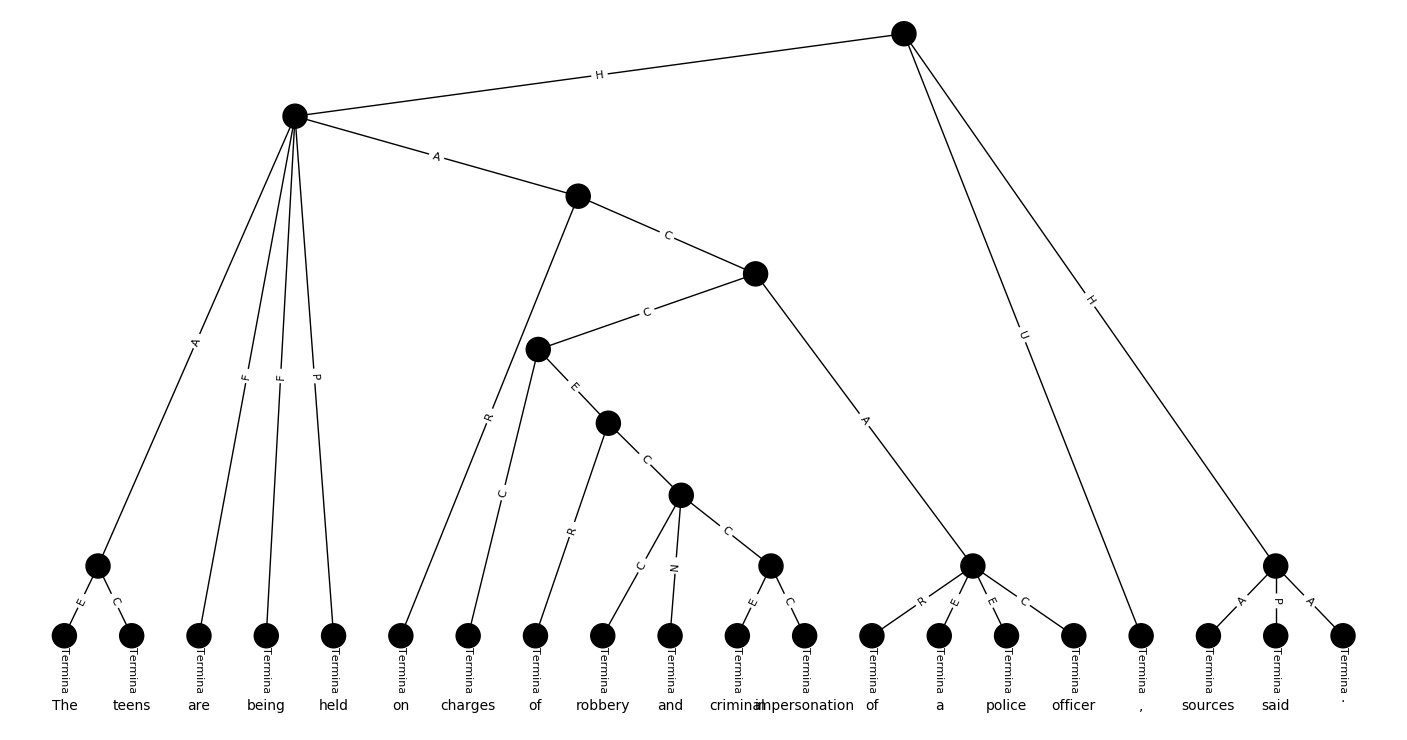 H
A
C
C
H
U
A
F
F
P
R
E
A
C
C
R
C
C
N
E
C
E
C
R
E
E
C
A
P
A
Termina Termina Termina Termina Termina Termina Termina Termina Termina Termina Termina Termina Termina Termina Termina Termina Termina Termina Termina Termina
The teens are being held on charges of robbery and criminal impersonation of a police officer , sources said .